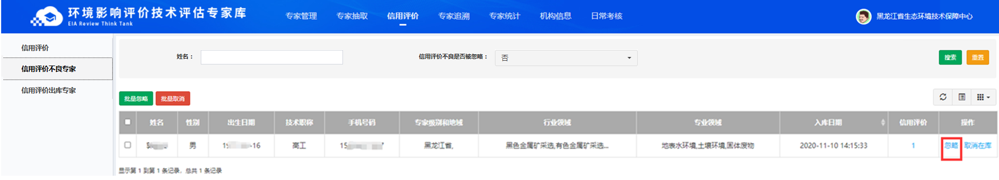 环境影响评价技术评估专家库
EIA Review Think Tank
专家管理 专家抽取 信用评价 专家追溯 专家统计 机构信息 日常考核
黑龙江省生态环境技术保障中心
信用评价
信用评价不良专家
信用评价出库专家
姓名： 信用评价不良是否被忽略： 否 搜索 重置
批量忽略 批量取消
姓名 性别 出生日期 技术职称 手机号码 专家级别和地域 行业领域 专业领域 入库日期 信用评价 操作
男 19 -16 高工 15 7 黑龙江省, 黑色金属矿采选,有色金属矿采选... 地表水环境,土壤环境,固体废物 2020-11-10 14:15:33 1 忽略 取消在库
显示第 1 到第 1 条记录，总共 1 条记录